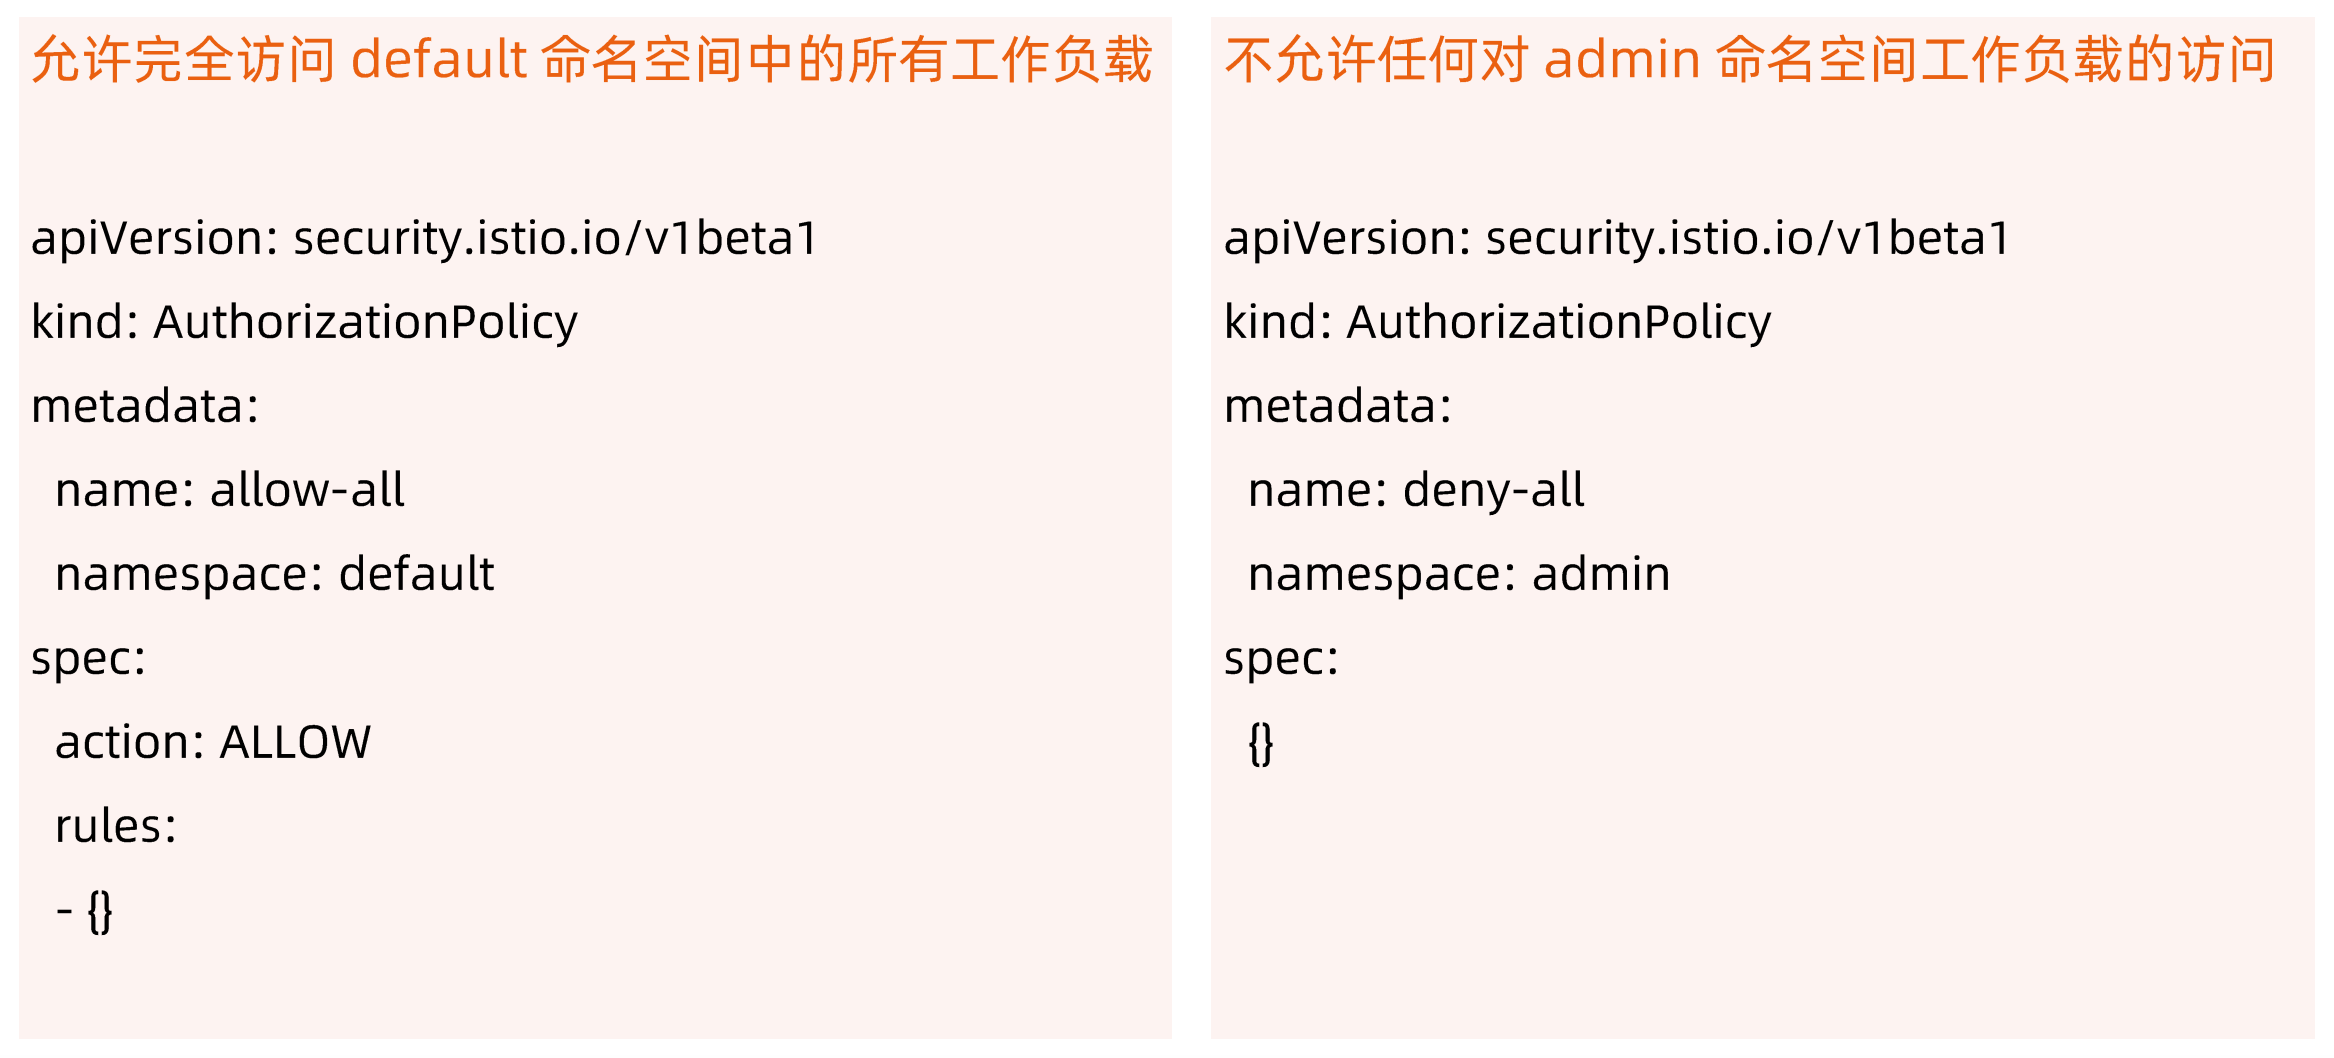 允许完全访问 default 命名空间中的所有工作负载
apiVersion: security.istio.io/v1beta1
kind: AuthorizationPolicy
metadata:
  name: allow-all
  namespace: default
spec:
  action: ALLOW
  rules:
  - {}
不允许任何对 admin 命名空间工作负载的访问
apiVersion: security.istio.io/v1beta1
kind: AuthorizationPolicy
metadata:
  name: deny-all
  namespace: admin
spec:
  {}